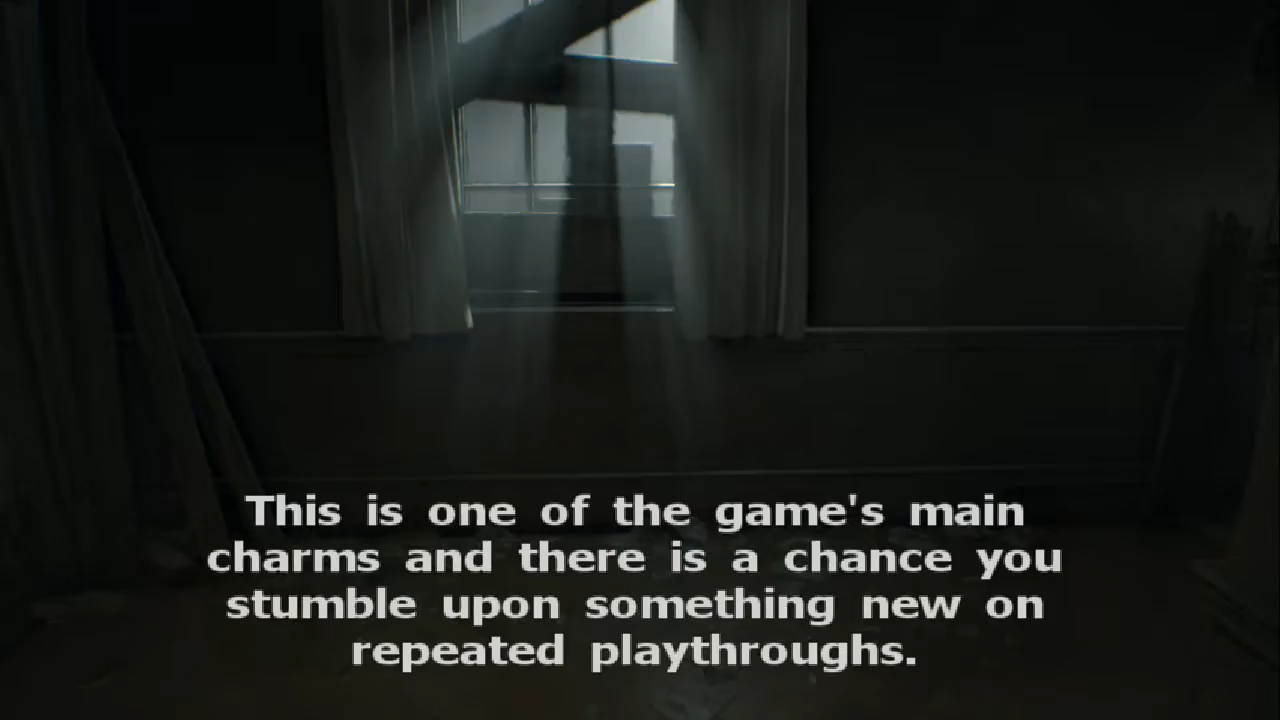 This is one of the game's main
charms and there is a chance you
stumble upon something new on
repeated playthroughs.